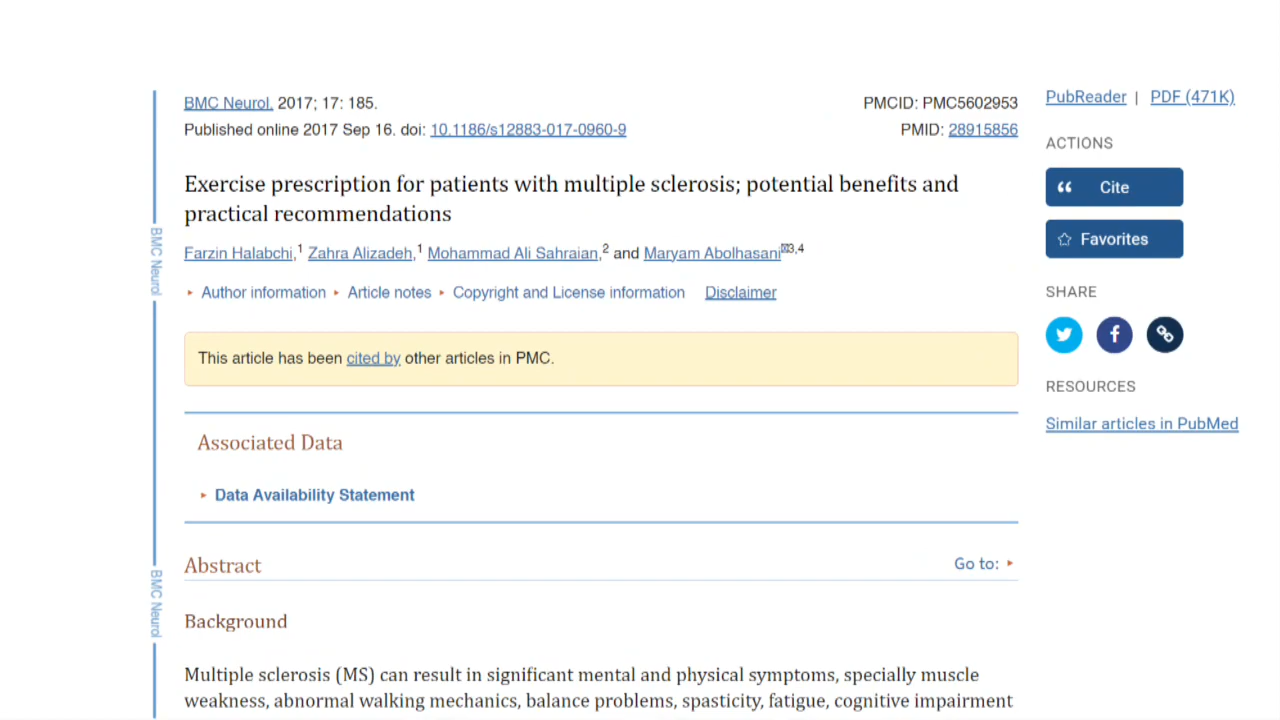 BMC Neurol. 2017; 17: 185.
PMCID: PMC5602953
Published online 2017 Sep 16. doi: 10.1186/s12883-017-0960-9
PMID: 28915856
Exercise prescription for patients with multiple sclerosis; potential benefits and
practical recommendations
Farzin Halabchi,1 Zahra Alizadeh,1 Mohammad Ali Sahraian,2 and Maryam Abolhasani✉3,4
Author information Article notes Copyright and License information Disclaimer
This article has been cited by other articles in PMC.
Associated Data
Data Availability Statement
Abstract
Go to:
Background
Multiple sclerosis (MS) can result in significant mental and physical symptoms, specially muscle
weakness, abnormal walking mechanics, balance problems, spasticity, fatigue, cognitive impairment
BMC Neurol
BMC Neurol
PubReader | PDF (471K)
ACTIONS
Cite
Favorites
SHARE
RESOURCES
Similar articles in PubMed